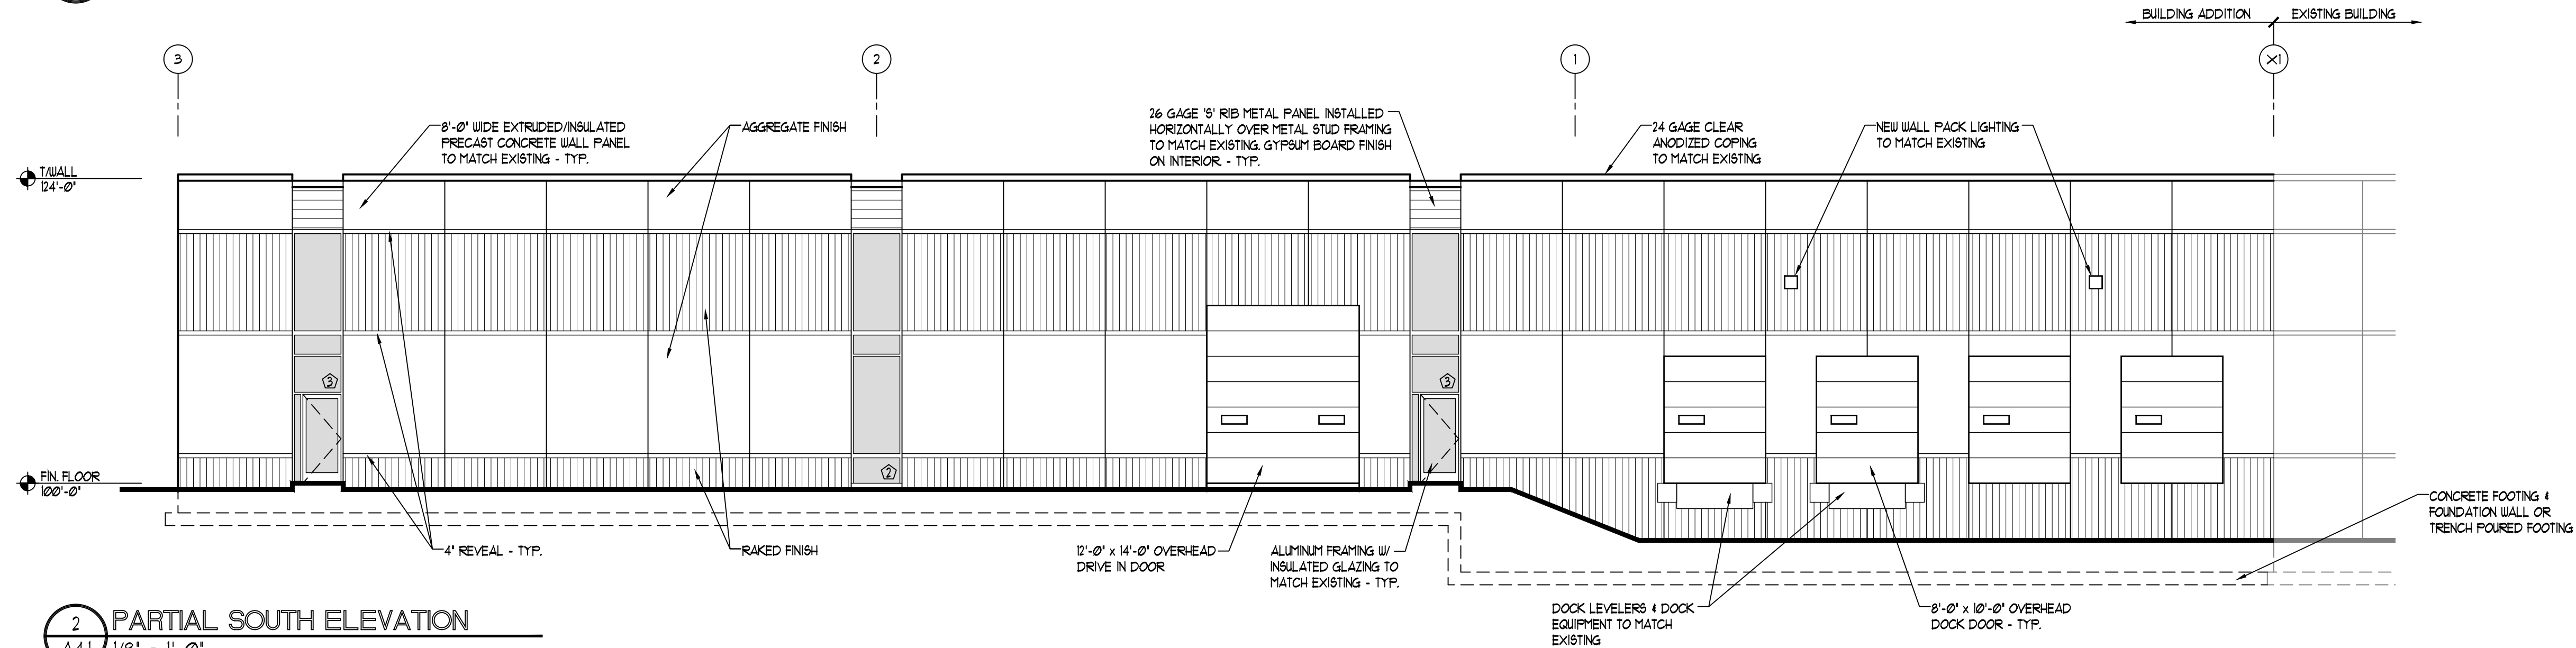 BUILDING ADDITION
EXISTING BUILDING
3
2
1
X1
8'-0" WIDE EXTRUDED/INSULATED
PRECAST CONCRETE WALL PANEL
TO MATCH EXISTING - TYP.
AGGREGATE FINISH
26 GAGE 'S' RIB METAL PANEL INSTALLED
HORIZONTALLY OVER METAL STUD FRAMING
TO MATCH EXISTING. GYPSUM BOARD FINISH
ON INTERIOR. - TYP.
24 GAGE CLEAR
ANODIZED COPING
TO MATCH EXISTING
NEW WALL PACK LIGHTING
TO MATCH EXISTING
T/WALL
124'-0"
3
3
2
FIN. FLOOR
100'-0"
4" REVEAL - TYP.
RAKED FINISH
12'-0" x 14'-0" OVERHEAD
DRIVE IN DOOR
ALUMINUM FRAMING W/
INSULATED GLAZING TO
MATCH EXISTING - TYP.
CONCRETE FOOTING &
FOUNDATION WALL OR
TRENCH POURED FOOTING
DOCK LEVELERS & DOCK
EQUIPMENT TO MATCH
EXISTING
8'-0" x 10'-0" OVERHEAD
DOCK DOOR - TYP.
2
PARTIAL SOUTH ELEVATION
A4.1
1/8" = 1'-0"